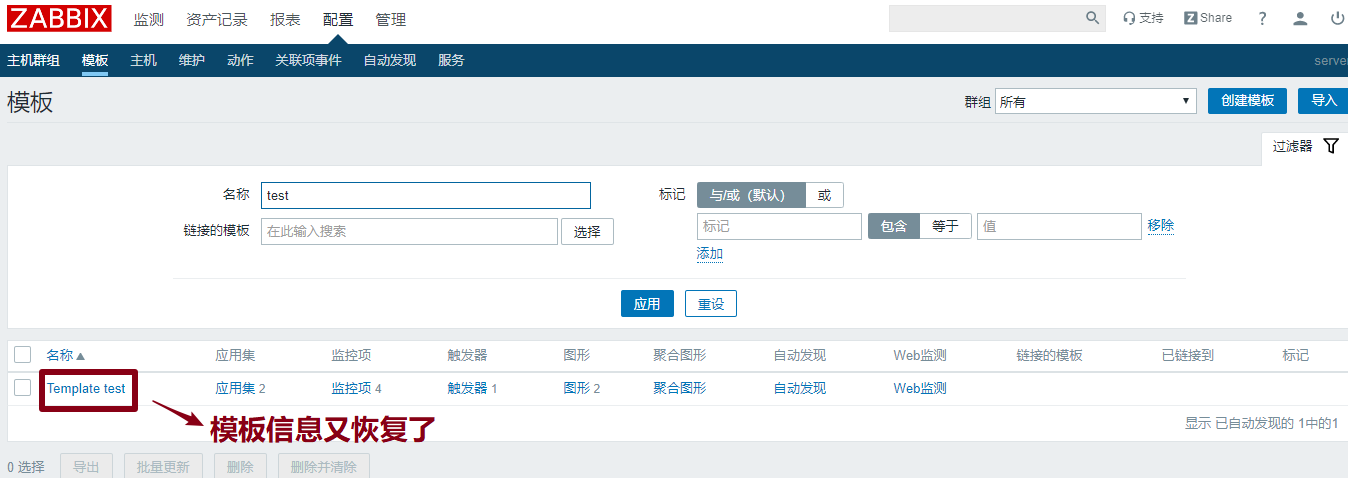 ZABBIX 监测 资产记录 报表 配置 管理 支持 Z Share ?
主机群组 模板 主机 维护 动作 关联项事件 自动发现 服务 serve
模板 群组 所有 创建模板 导入
过滤器
名称 test 标记 与/或（默认） 或
链接的模板 在此输入搜索 选择 标记 包含 等于 值 移除
添加
应用 重设
名称 应用集 监控项 触发器 图形 聚合图形 自动发现 Web监测 链接的模板 已链接到 标记
Template test 应用集 2 监控项 4 触发器 1 图形 2 聚合图形 自动发现 Web监测
模板信息又恢复了
显示 已自动发现的 1中的1
0 选择 导出 批量更新 删除 删除并清除